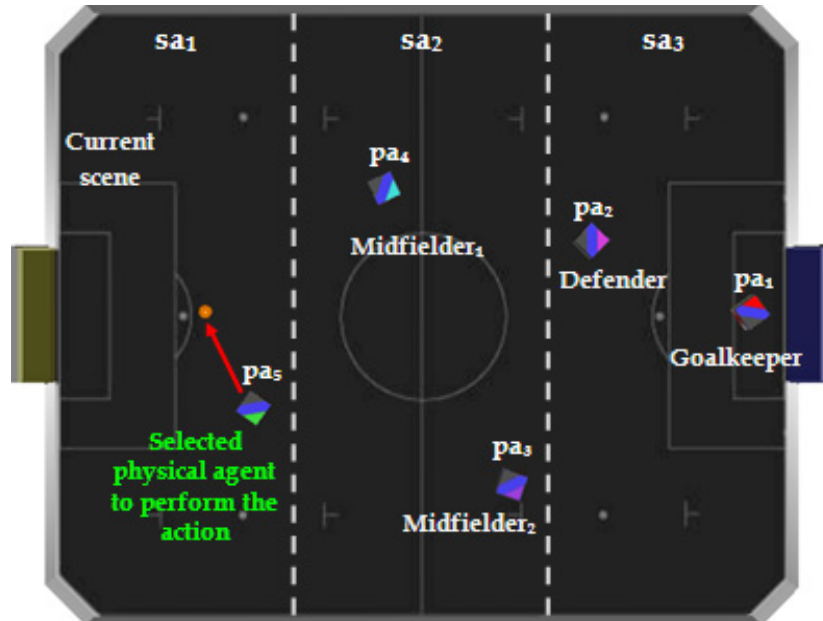 sa₁ sa₂ sa₃
Current
scene
pa₄
Midfielder₁
pa₂
Defender
pa₁
Goalkeeper
pa₅
Selected
physical agent
to perform the
action
pa₃
Midfielder₂